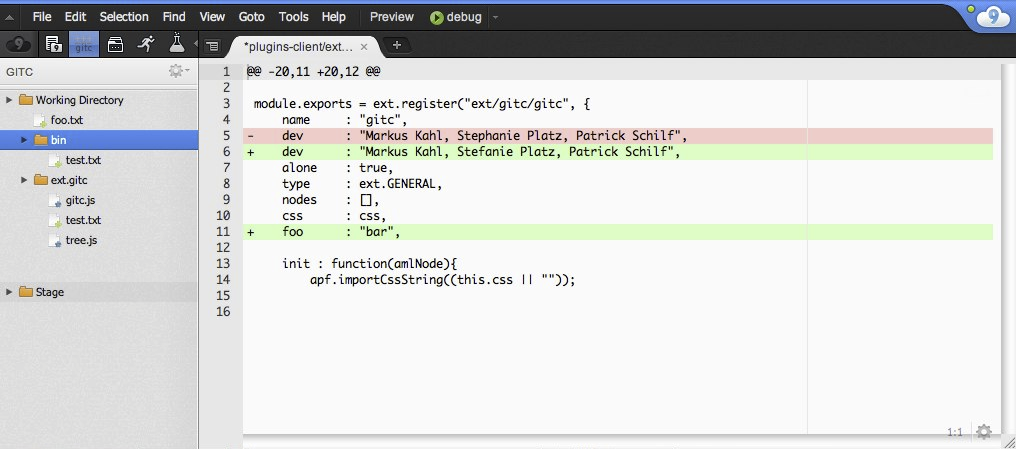 File Edit Selection Find View Goto Tools Help Preview debug
9
9 gitc *plugins-client/ext... × +
GITC
Working Directory
foo.txt
bin
test.txt
ext.gitc
gitc.js
test.txt
tree.js
Stage
1 @@ -20,11 +20,12 @@
2
3 module.exports = ext.register("ext/gitc/gitc", {
4 name : "gitc",
5 - dev : "Markus Kahl, Stephanie Platz, Patrick Schilf",
6 + dev : "Markus Kahl, Stefanie Platz, Patrick Schilf",
7 alone : true,
8 type : ext.GENERAL,
9 nodes : [],
10 css : css,
11 + foo : "bar",
12
13 init : function(amlNode){
14 apf.importCssString((this.css || ""));
15
16
1:1